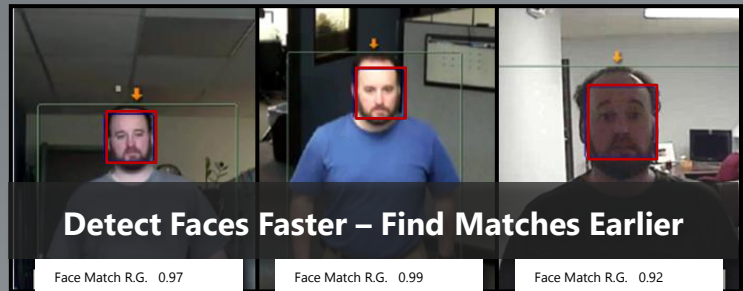 Detect Faces Faster – Find Matches Earlier
Face Match R.G. 0.97
Face Match R.G. 0.99
Face Match R.G. 0.92